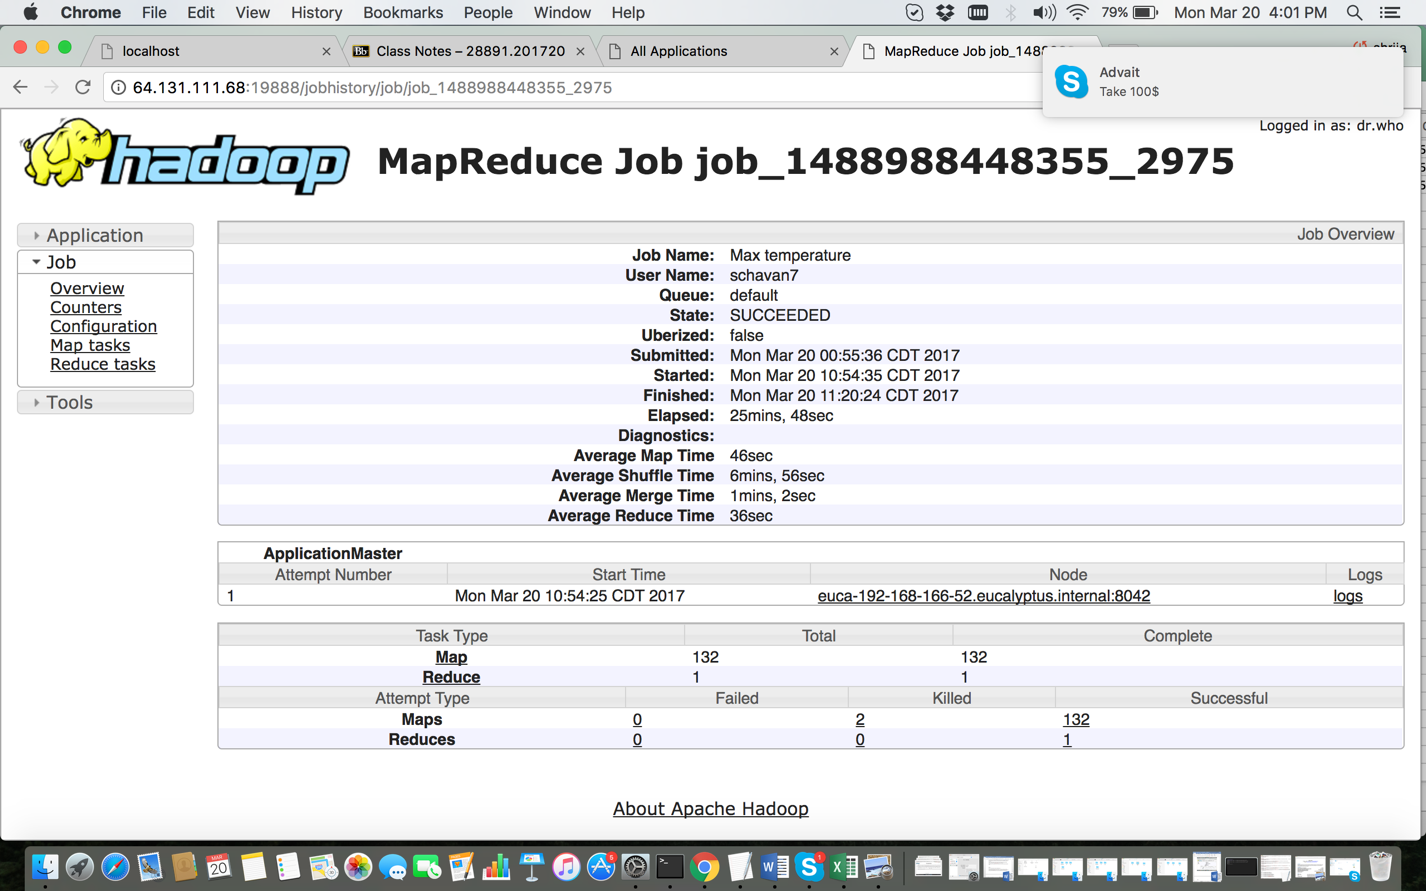 Chrome File Edit View History Bookmarks People Window Help 79% Mon Mar 20 4:01 PM
localhost Bb Class Notes – 28891.201720 All Applications MapReduce Job job_148
64.131.111.68:19888/jobhistory/job/job_1488988448355_2975
Advait
Take 100$
Logged in as: dr.who
hadoop MapReduce Job job_1488988448355_2975
Application
Job
Overview
Counters
Configuration
Map tasks
Reduce tasks
Tools
Job Overview
Job Name: Max temperature
User Name: schavan7
Queue: default
State: SUCCEEDED
Uberized: false
Submitted: Mon Mar 20 00:55:36 CDT 2017
Started: Mon Mar 20 10:54:35 CDT 2017
Finished: Mon Mar 20 11:20:24 CDT 2017
Elapsed: 25mins, 48sec
Diagnostics:
Average Map Time 46sec
Average Shuffle Time 6mins, 56sec
Average Merge Time 1mins, 2sec
Average Reduce Time 36sec
ApplicationMaster
Attempt Number Start Time Node Logs
1 Mon Mar 20 10:54:25 CDT 2017 euca-192-168-166-52.eucalyptus.internal:8042 logs
Task Type Total Complete
Map 132 132
Reduce 1 1
Attempt Type Failed Killed Successful
Maps 0 2 132
Reduces 0 0 1
About Apache Hadoop